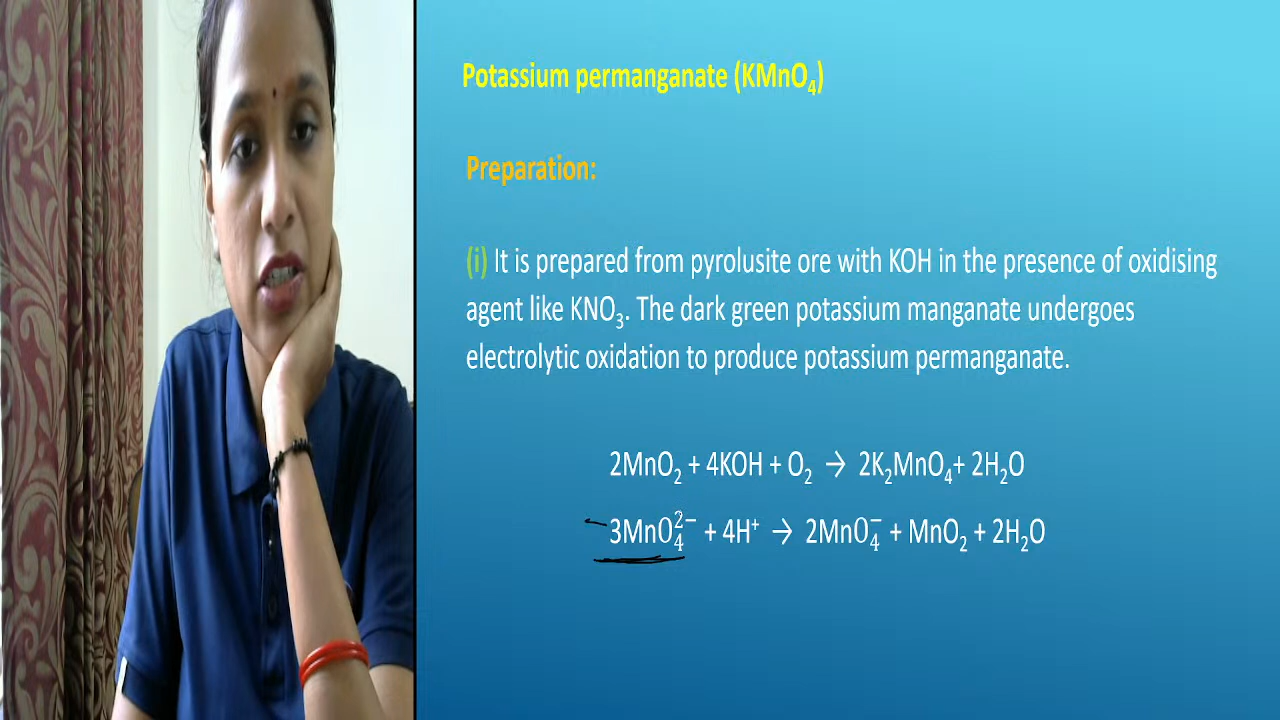 Potassium permanganate (KMnO₄)
Preparation:
(i) It is prepared from pyrolusite ore with KOH in the presence of oxidising
agent like KNO₃. The dark green potassium manganate undergoes
electrolytic oxidation to produce potassium permanganate.
2MnO₂ + 4KOH + O₂ → 2K₂MnO₄+ 2H₂O
3MnO₄²⁻ + 4H⁺ → 2MnO₄⁻ + MnO₂ + 2H₂O